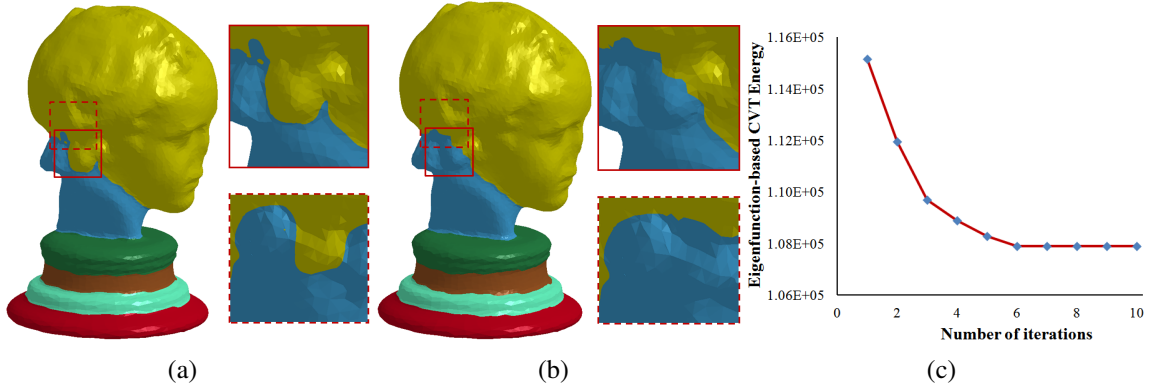 Eigenfunction-based CVT Energy
1.16E+05
1.14E+05
1.12E+05
1.10E+05
1.08E+05
1.06E+05
0 2 4 6 8 10
Number of iterations
(a) (b) (c)